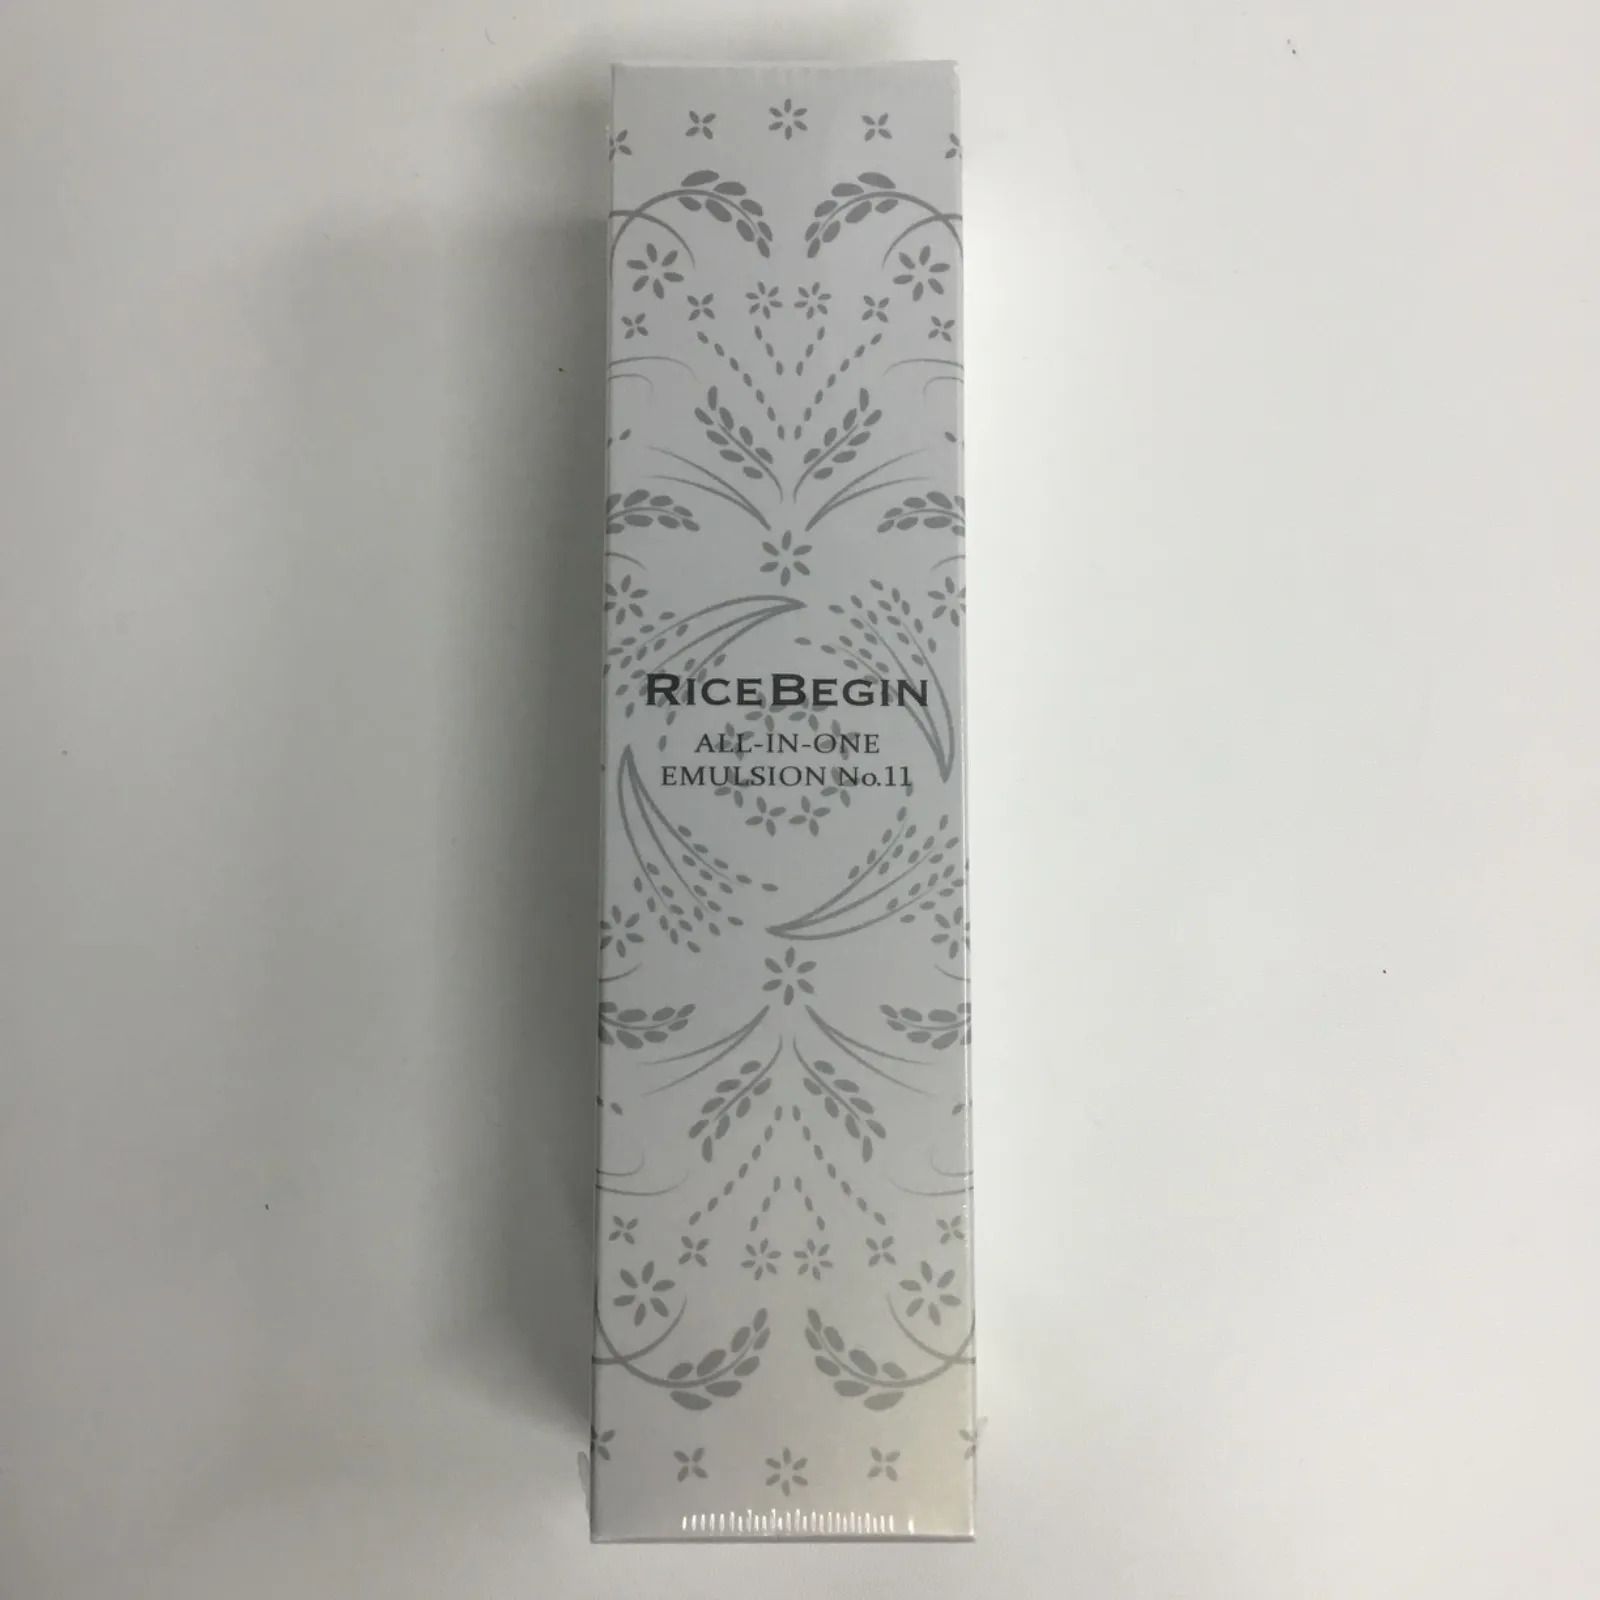 RICEBEGIN
ALL-IN-ONE
EMULSION No.11